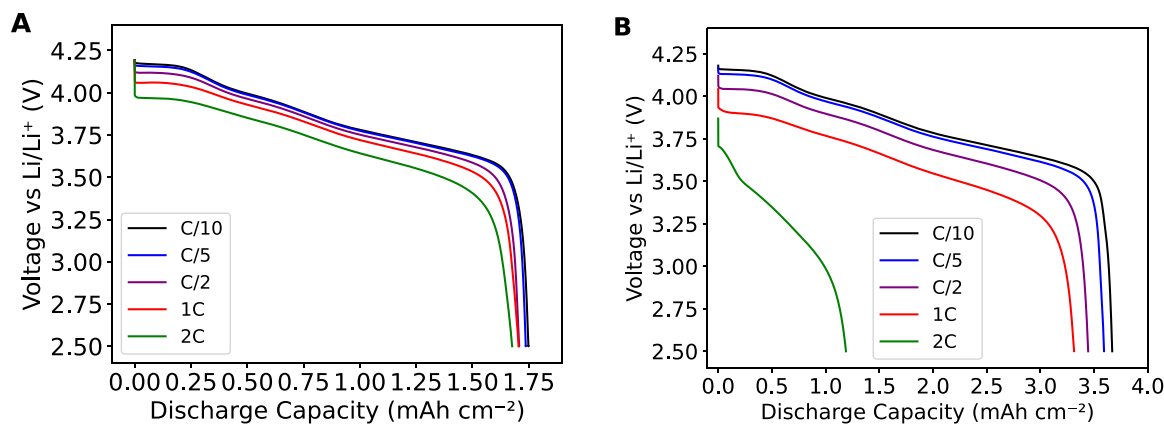 A
4.25
4.00
3.75
3.50
3.25
3.00
2.75
2.50
Voltage vs Li/Li⁺ (V)
C/10
C/5
C/2
1C
2C
0.00 0.25 0.50 0.75 1.00 1.25 1.50 1.75
Discharge Capacity (mAh cm⁻²)
B
4.25
4.00
3.75
3.50
3.25
3.00
2.75
2.50
Voltage vs Li/Li⁺ (V)
C/10
C/5
C/2
1C
2C
0.0 0.5 1.0 1.5 2.0 2.5 3.0 3.5 4.0
Discharge Capacity (mAh cm⁻²)